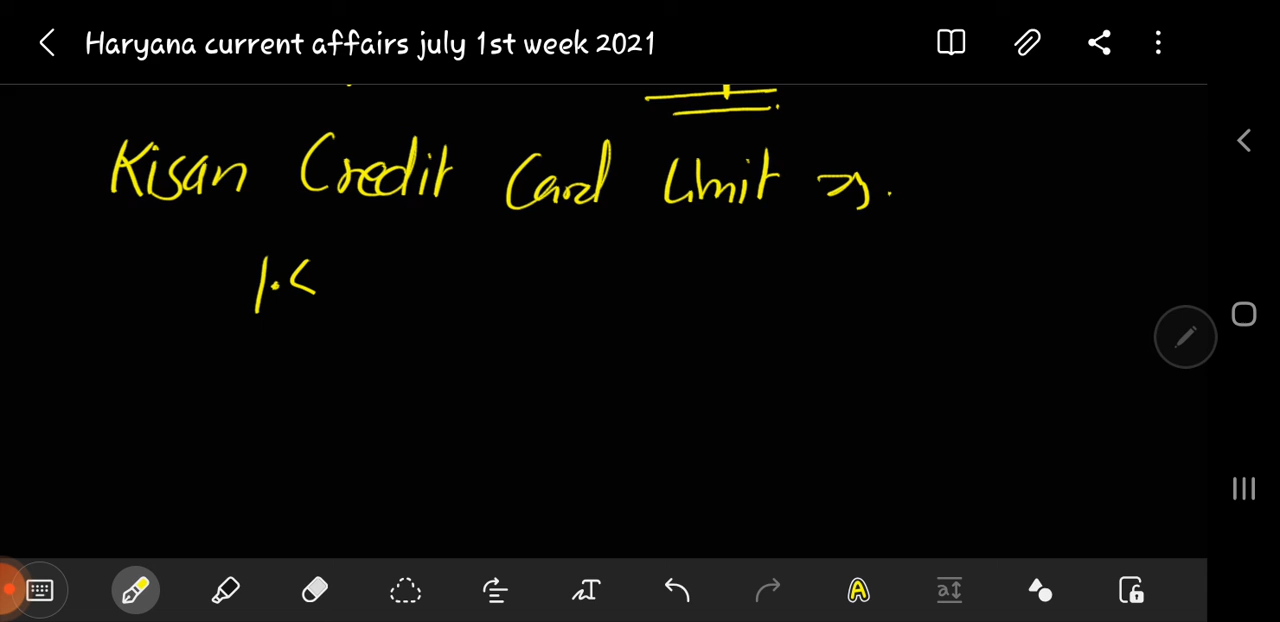 Haryana current affairs july 1st week 2021
Kisan Credit Card Limit →.